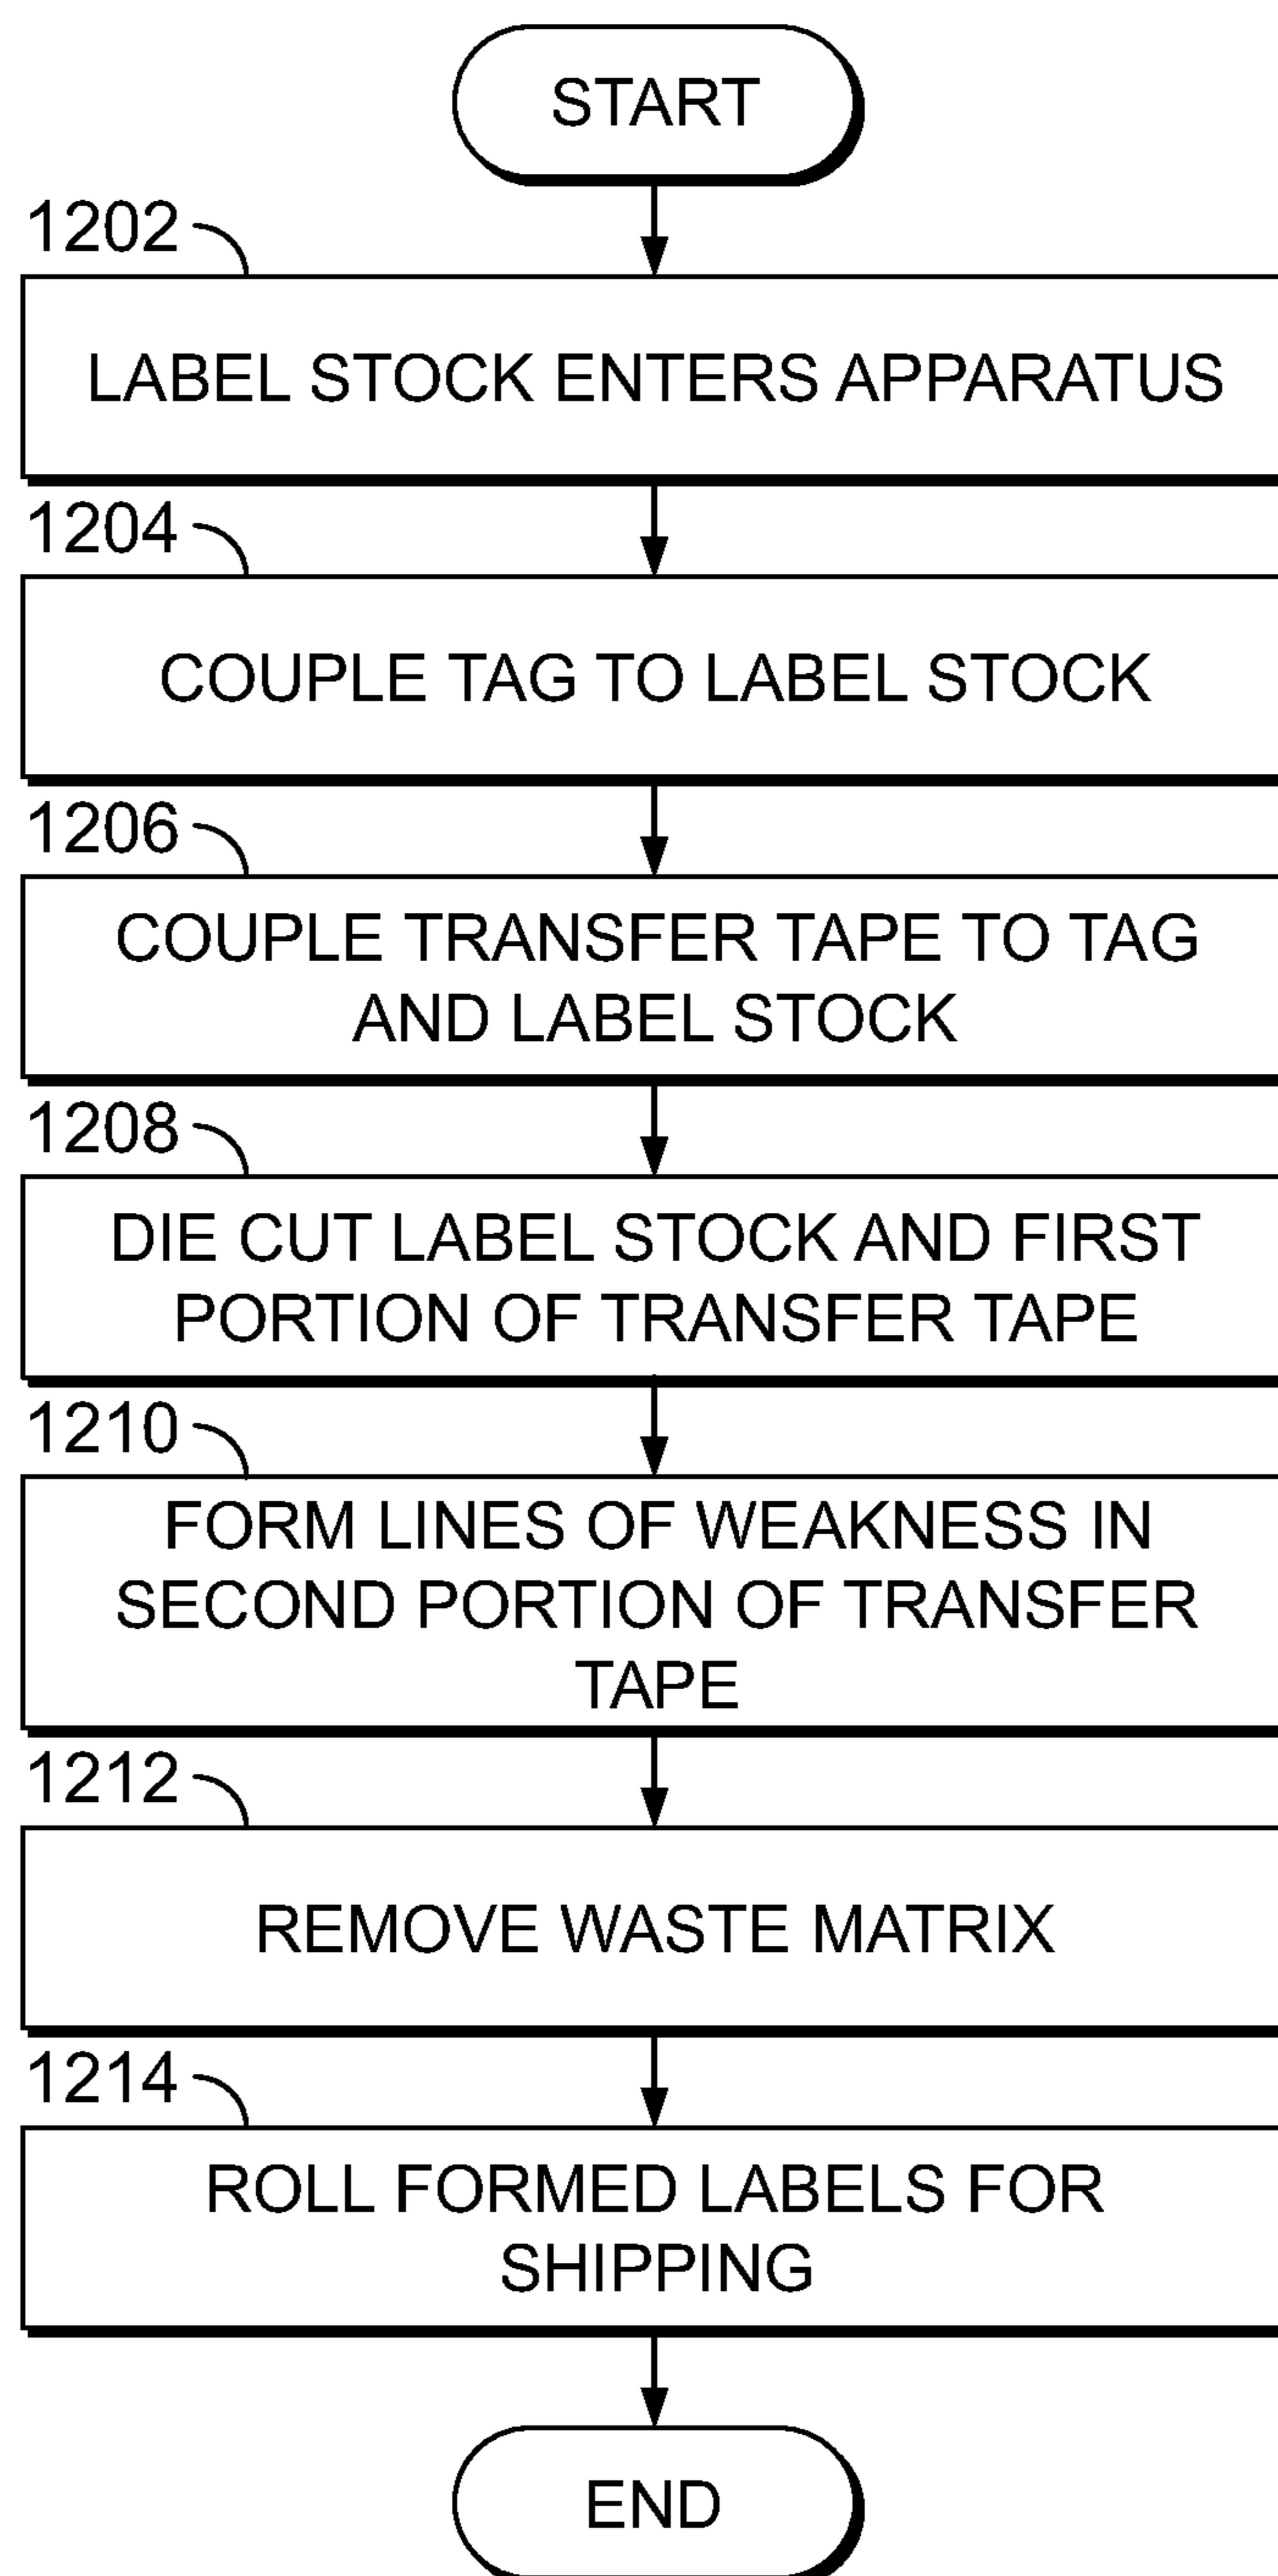 START
1202
LABEL STOCK ENTERS APPARATUS
1204
COUPLE TAG TO LABEL STOCK
1206
COUPLE TRANSFER TAPE TO TAG
AND LABEL STOCK
1208
DIE CUT LABEL STOCK AND FIRST
PORTION OF TRANSFER TAPE
1210
FORM LINES OF WEAKNESS IN
SECOND PORTION OF TRANSFER
TAPE
1212
REMOVE WASTE MATRIX
1214
ROLL FORMED LABELS FOR
SHIPPING
END